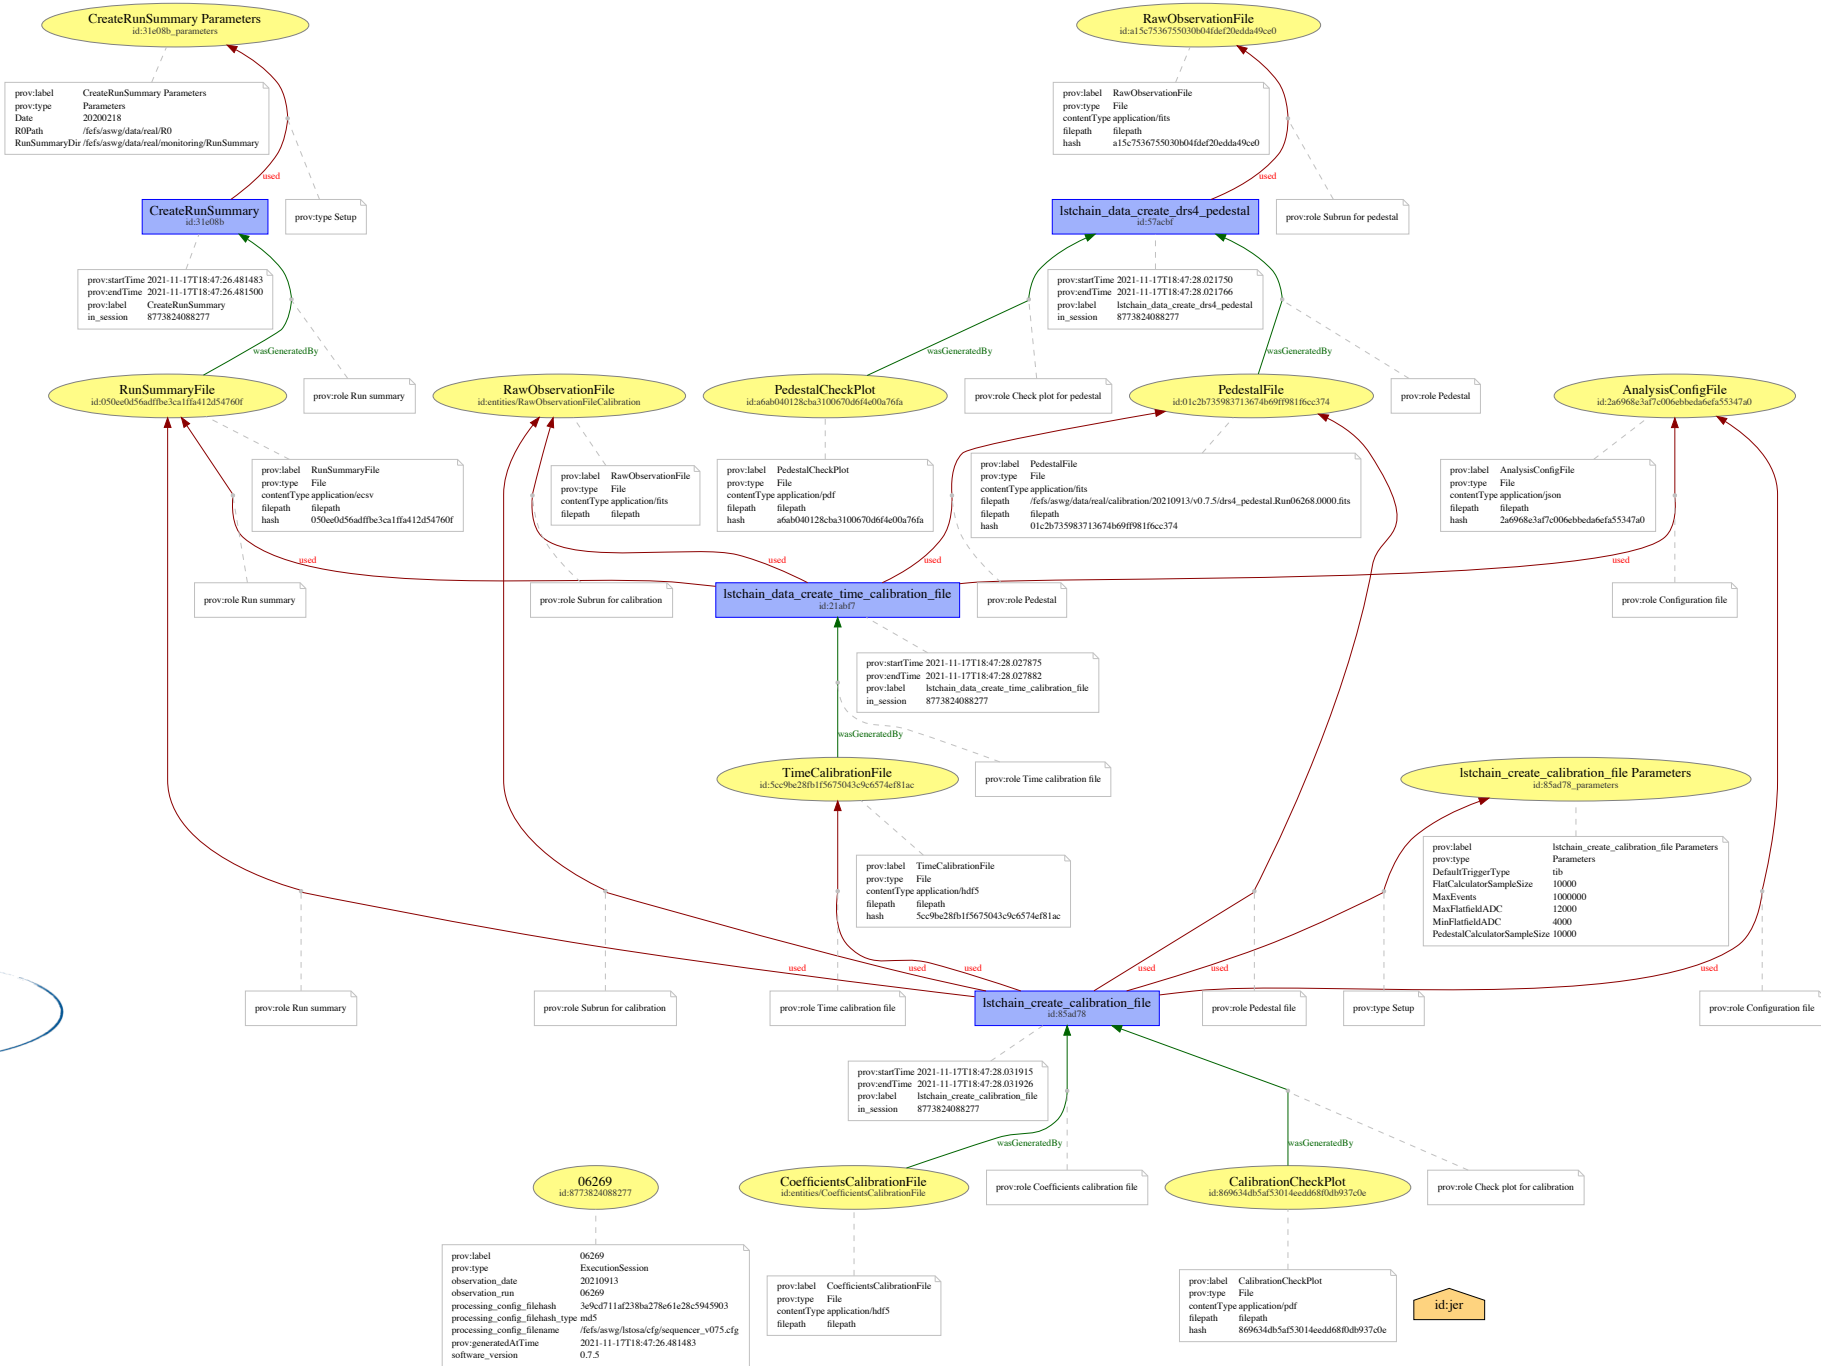 CreateRunSummary Parameters
id:31e08b_parameters
RawObservationFile
id:a15c7536755030b04fdef20edda49ce0
prov:label CreateRunSummary Parameters
prov:type Parameters
Date 20200218
R0Path /fefs/aswg/data/real/R0
RunSummaryDir /fefs/aswg/data/real/monitoring/RunSummary
prov:label RawObservationFile
prov:type File
contentType application/fits
filepath filepath
hash a15c7536755030b04fdef20edda49ce0
used
used
CreateRunSummary
id:31e08b
prov:type Setup
lstchain_data_create_drs4_pedestal
id:57acbf
prov:role Subrun for pedestal
prov:startTime 2021-11-17T18:47:26.481483
prov:endTime 2021-11-17T18:47:26.481500
prov:label CreateRunSummary
in_session 8773824088277
prov:startTime 2021-11-17T18:47:28.021750
prov:endTime 2021-11-17T18:47:28.021766
prov:label lstchain_data_create_drs4_pedestal
in_session 8773824088277
wasGeneratedBy
wasGeneratedBy
wasGeneratedBy
RunSummaryFile
id:050ee0d56adffbe3ca1ffa412d54760f
prov:role Run summary
RawObservationFile
id:entities/RawObservationFileCalibration
PedestalCheckPlot
id:a6ab040128cba3100670d6f4e00a76fa
prov:role Check plot for pedestal
PedestalFile
id:01c2b735983713674b69ff981f6cc374
prov:role Pedestal
AnalysisConfigFile
id:2a6968e3af7c006ebbeda6efa55347a0
prov:label RunSummaryFile
prov:type File
contentType application/ecsv
filepath filepath
hash 050ee0d56adffbe3ca1ffa412d54760f
prov:label RawObservationFile
prov:type File
contentType application/fits
filepath filepath
prov:label PedestalCheckPlot
prov:type File
contentType application/pdf
filepath filepath
hash a6ab040128cba3100670d6f4e00a76fa
prov:label PedestalFile
prov:type File
contentType application/fits
filepath /fefs/aswg/data/real/calibration/20210913/v0.7.5/drs4_pedestal.Run06268.0000.fits
filepath filepath
hash 01c2b735983713674b69ff981f6cc374
prov:label AnalysisConfigFile
prov:type File
contentType application/json
filepath filepath
hash 2a6968e3af7c006ebbeda6efa55347a0
used
used
used
used
prov:role Run summary
prov:role Subrun for calibration
lstchain_data_create_time_calibration_file
id:21abf7
prov:role Pedestal
prov:role Configuration file
prov:startTime 2021-11-17T18:47:28.027875
prov:endTime 2021-11-17T18:47:28.027882
prov:label lstchain_data_create_time_calibration_file
in_session 8773824088277
wasGeneratedBy
TimeCalibrationFile
id:5cc9be28fb1f5675043c9c6574ef81ac
prov:role Time calibration file
lstchain_create_calibration_file Parameters
id:85ad78_parameters
prov:label TimeCalibrationFile
prov:type File
contentType application/hdf5
filepath filepath
hash 5cc9be28fb1f5675043c9c6574ef81ac
prov:label lstchain_create_calibration_file Parameters
prov:type Parameters
DefaultTriggerType tib
FlatCalculatorSampleSize 10000
MaxEvents 1000000
MaxFlatfieldADC 12000
MinFlatfieldADC 4000
PedestalCalculatorSampleSize 10000
used
used
used
used
used
used
prov:role Run summary
prov:role Subrun for calibration
prov:role Time calibration file
lstchain_create_calibration_file
id:85ad78
prov:role Pedestal file
prov:type Setup
prov:role Configuration file
prov:startTime 2021-11-17T18:47:28.031915
prov:endTime 2021-11-17T18:47:28.031926
prov:label lstchain_create_calibration_file
in_session 8773824088277
wasGeneratedBy
wasGeneratedBy
06269
id:8773824088277
CoefficientsCalibrationFile
id:entities/CoefficientsCalibrationFile
prov:role Coefficients calibration file
CalibrationCheckPlot
id:869634db5af53014eedd68f0db937c0e
prov:role Check plot for calibration
prov:label 06269
prov:type ExecutionSession
observation_date 20210913
observation_run 06269
processing_config_filehash 3e9cd711af238ba278e61e28c5945903
processing_config_filehash_type md5
processing_config_filename /fefs/aswg/lstosa/cfg/sequencer_v075.cfg
prov:generatedAtTime 2021-11-17T18:47:26.481483
software_version 0.7.5
prov:label CoefficientsCalibrationFile
prov:type File
contentType application/hdf5
filepath filepath
prov:label CalibrationCheckPlot
prov:type File
contentType application/pdf
filepath filepath
hash 869634db5af53014eedd68f0db937c0e
id:jer